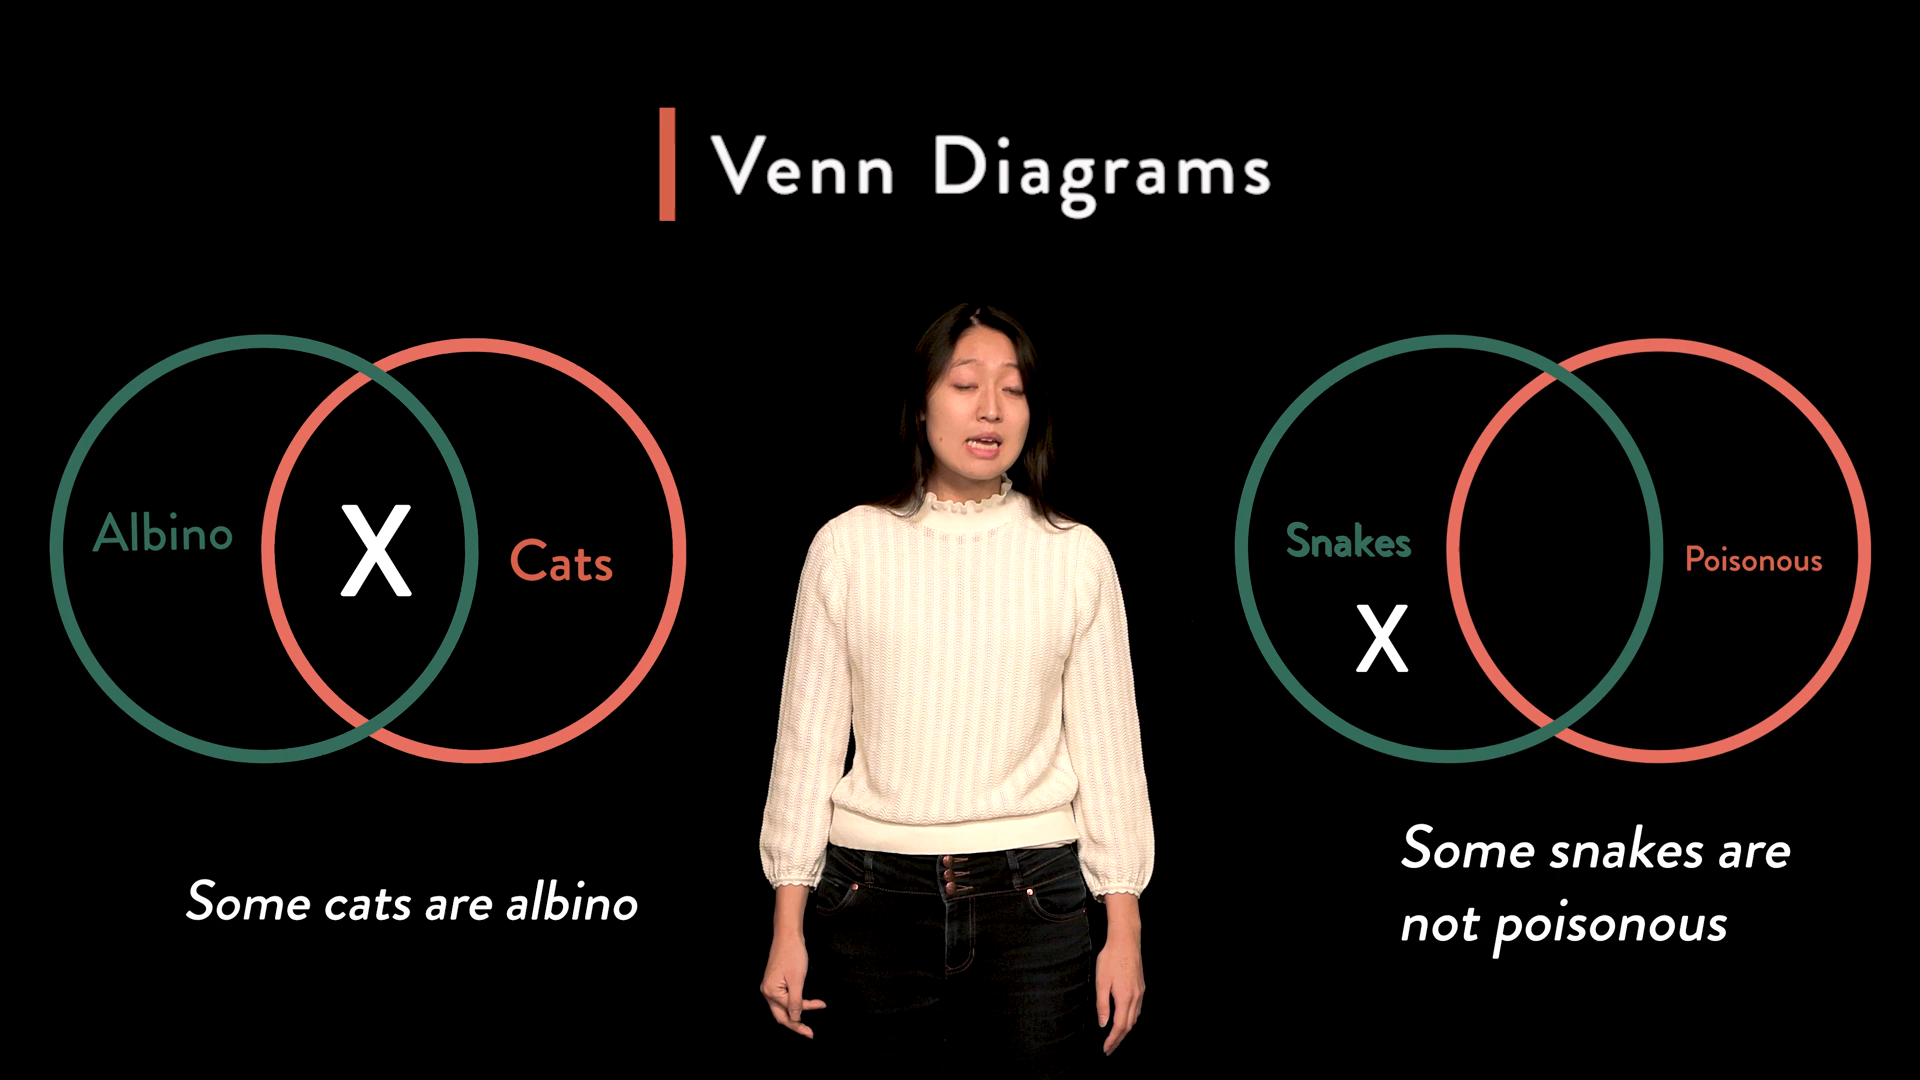 Venn Diagrams
Albino
X
Cats
Some cats are albino
Snakes
X
Poisonous
Some snakes are
not poisonous